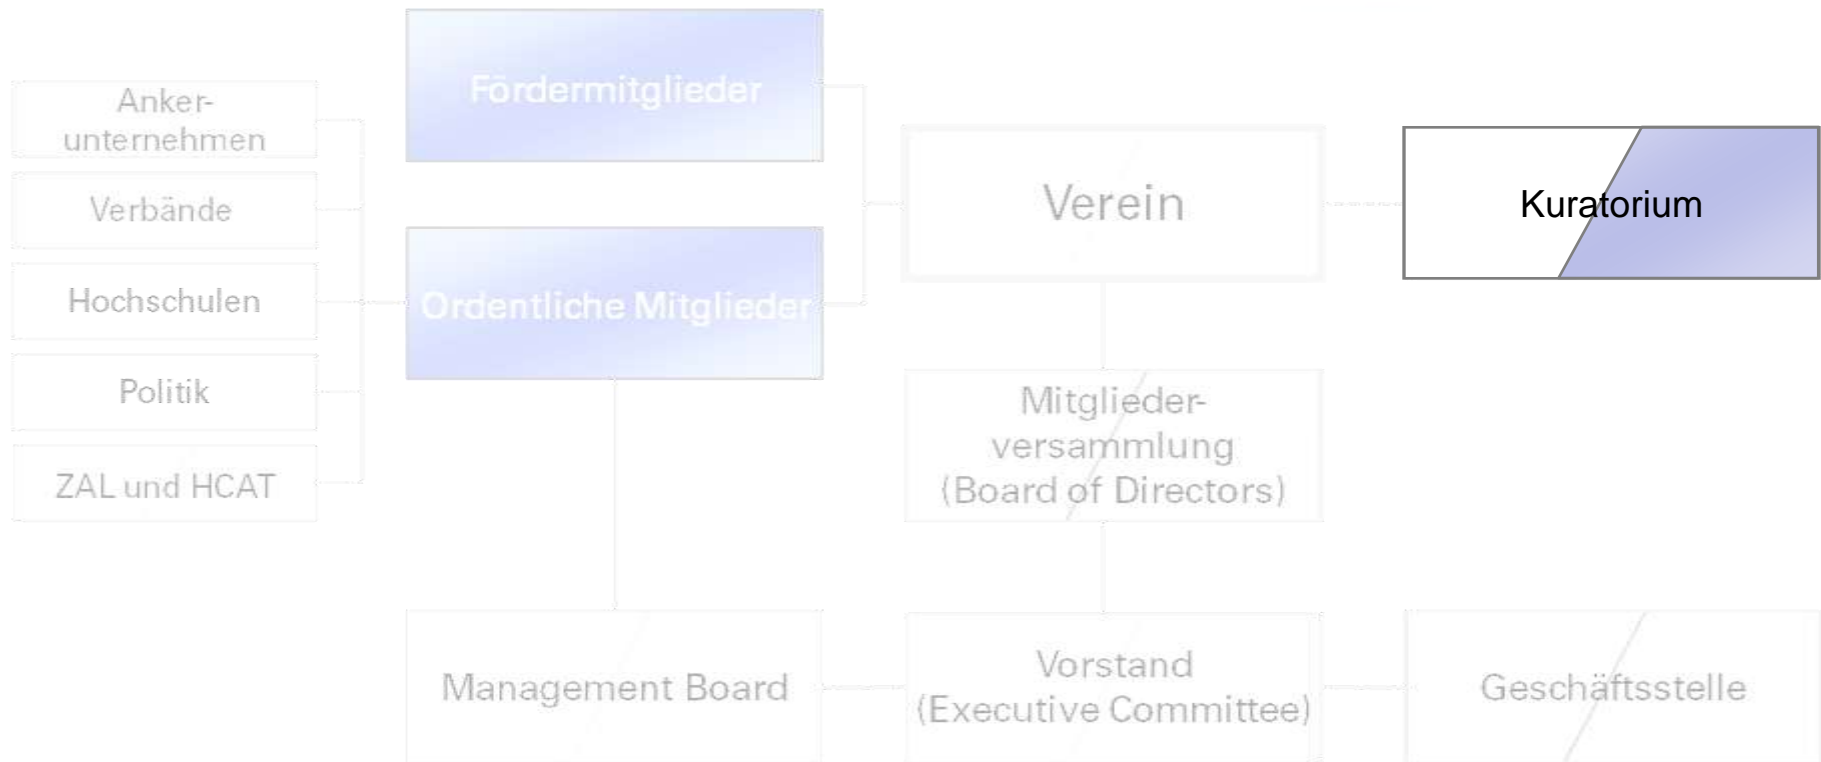 Fördermitglieder
Anker-
unternehmen
Verbände
Hochschulen
Politik
ZAL und HCAT
Ordentliche Mitglieder
Verein
Kuratorium
Mitglieder-
versammlung
(Board of Directors)
Management Board
Vorstand
(Executive Committee)
Geschäftsstelle